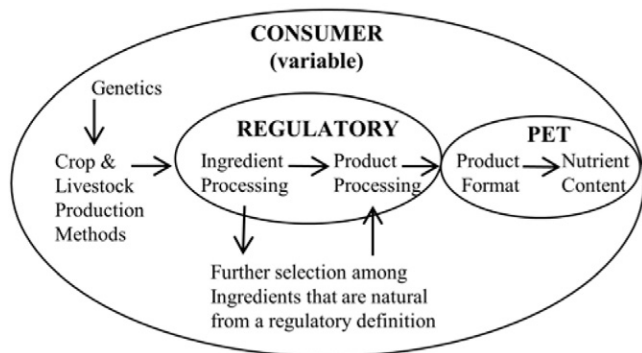 CONSUMER
(variable)
Genetics
REGULATORY
PET
Crop &
Livestock
Production
Methods
Ingredient
Processing
Product
Processing
Product
Format
Nutrient
Content
Further selection among
Ingredients that are natural
from a regulatory definition